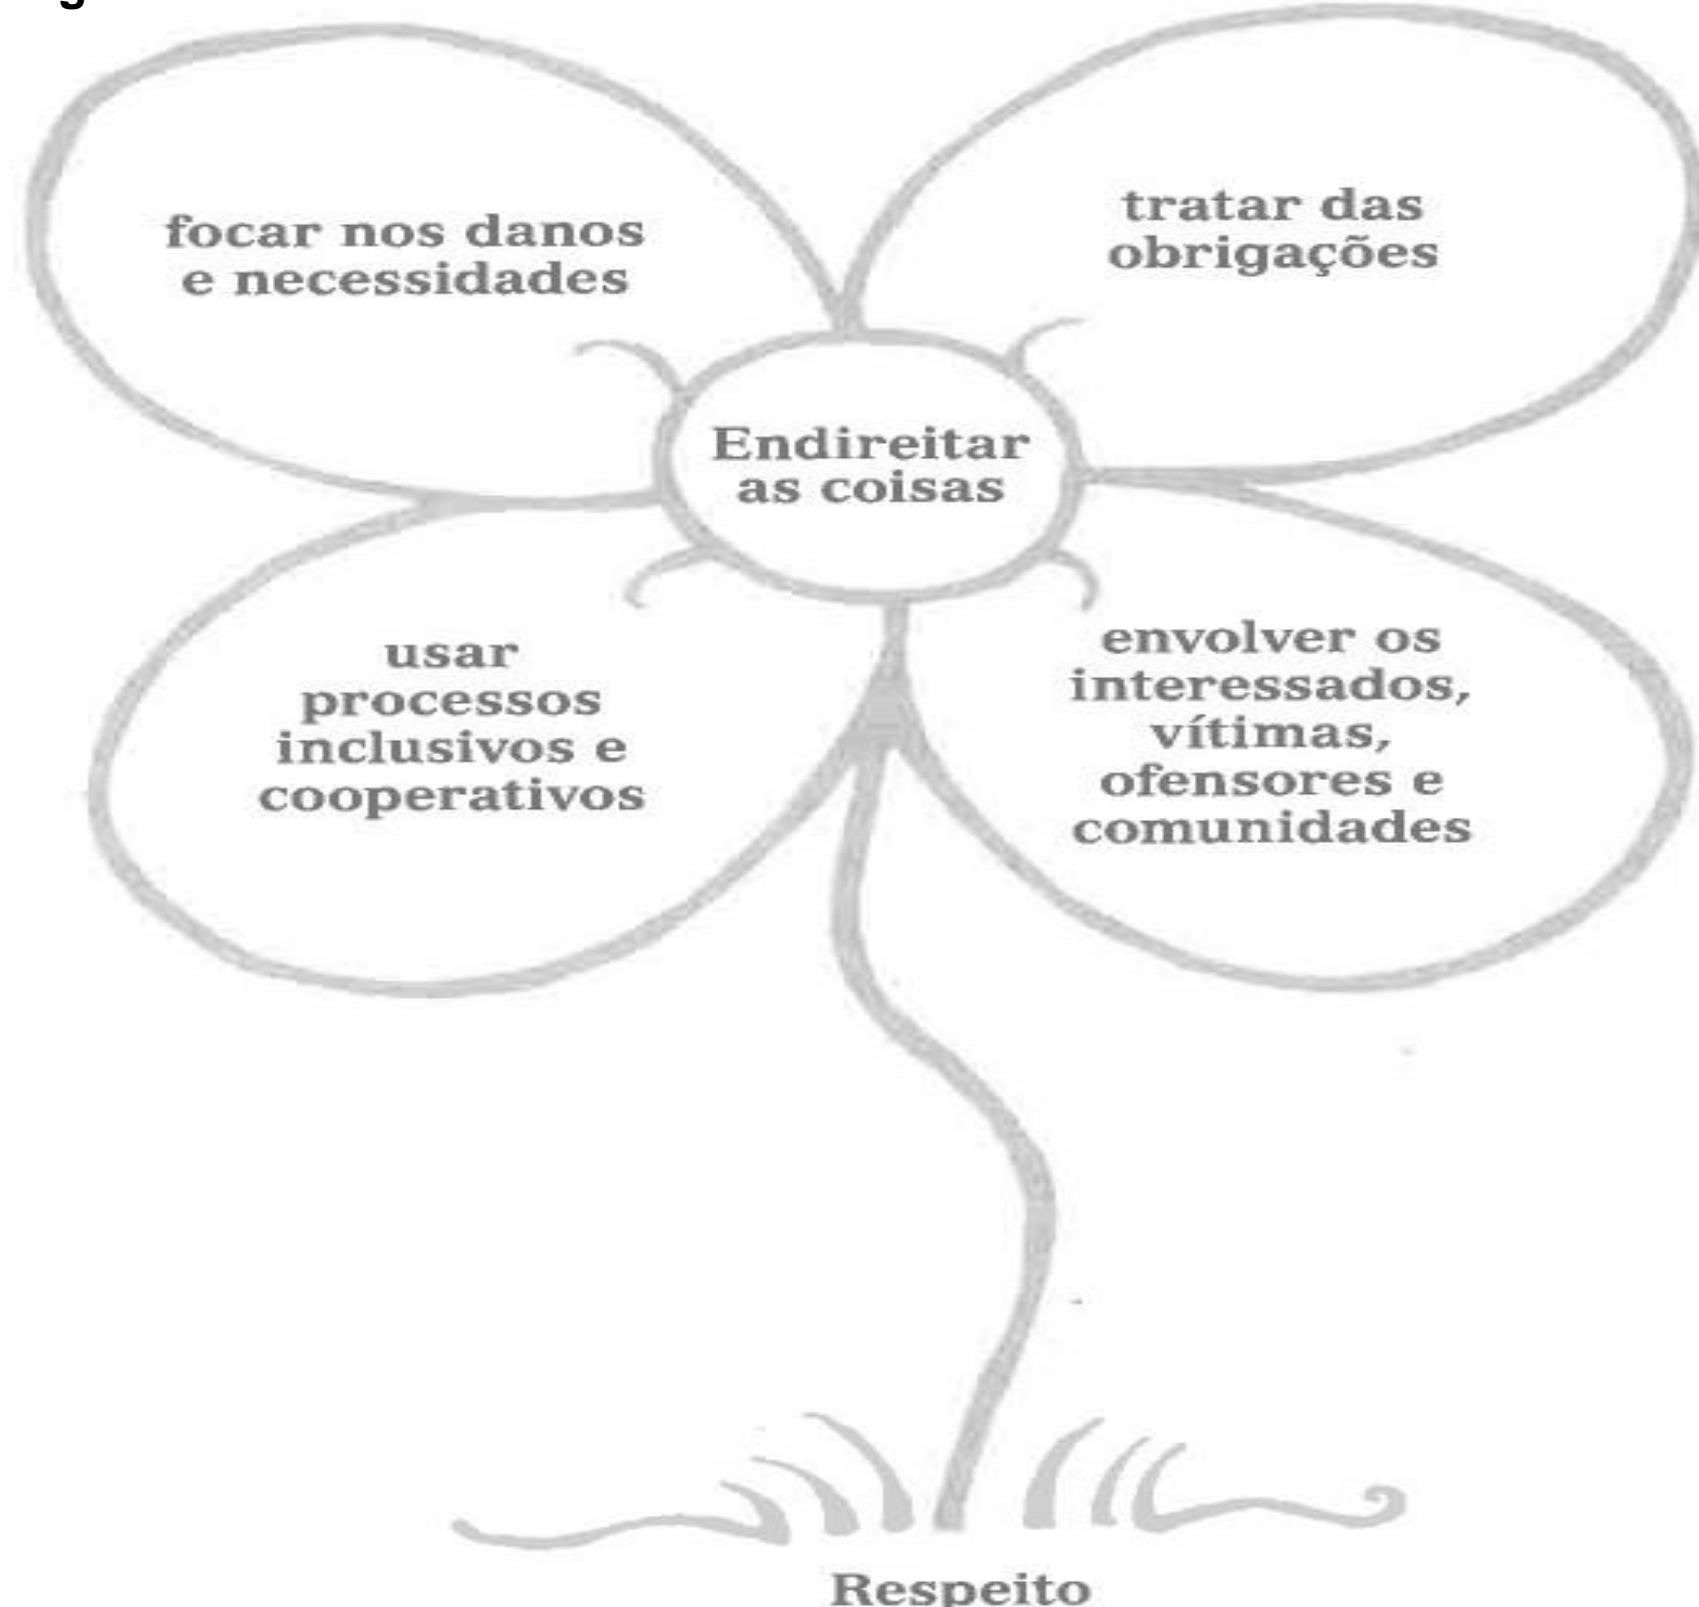 focar nos danos
e necessidades
tratar das
obrigações
Endireitar
as coisas
usar
processos
inclusivos e
cooperativos
envolver os
interessados,
vítimas,
ofensores e
comunidades
Respeito